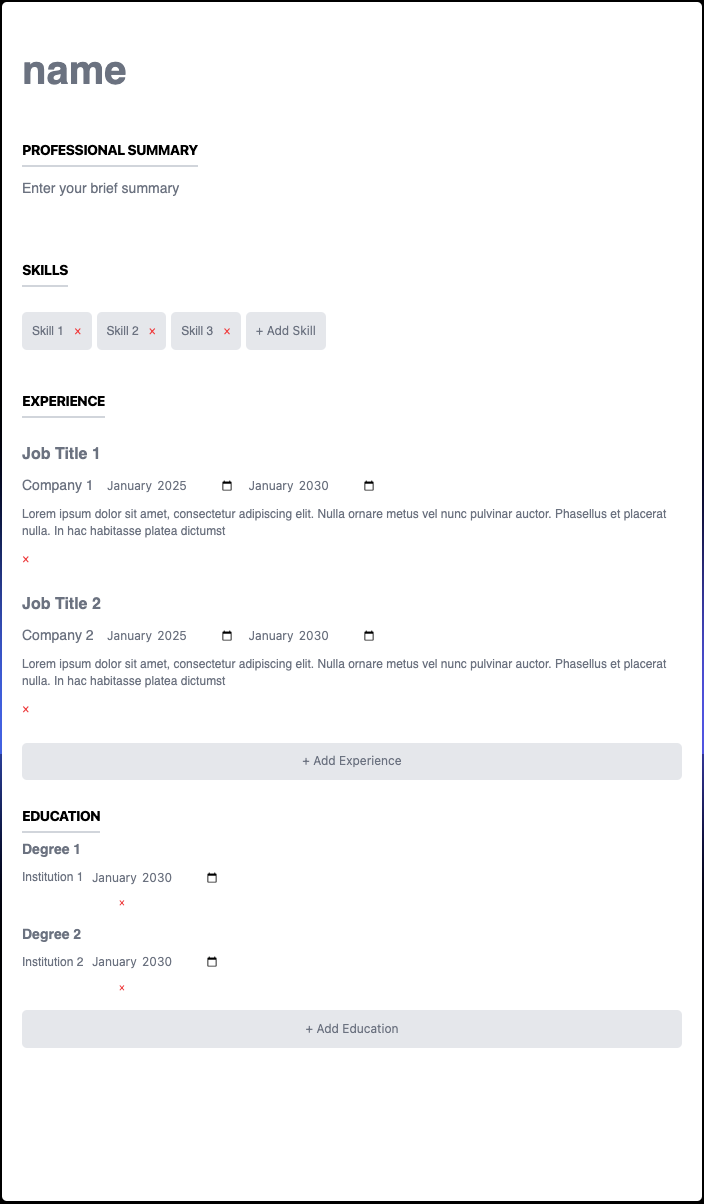 name
PROFESSIONAL SUMMARY
Enter your brief summary
SKILLS
Skill 1 × Skill 2 × Skill 3 × + Add Skill
EXPERIENCE
Job Title 1
Company 1 January 2025 January 2030
Lorem ipsum dolor sit amet, consectetur adipiscing elit. Nulla ornare metus vel nunc pulvinar auctor. Phasellus et placerat
nulla. In hac habitasse platea dictumst
×
Job Title 2
Company 2 January 2025 January 2030
Lorem ipsum dolor sit amet, consectetur adipiscing elit. Nulla ornare metus vel nunc pulvinar auctor. Phasellus et placerat
nulla. In hac habitasse platea dictumst
×
+ Add Experience
EDUCATION
Degree 1
Institution 1 January 2030
×
Degree 2
Institution 2 January 2030
×
+ Add Education